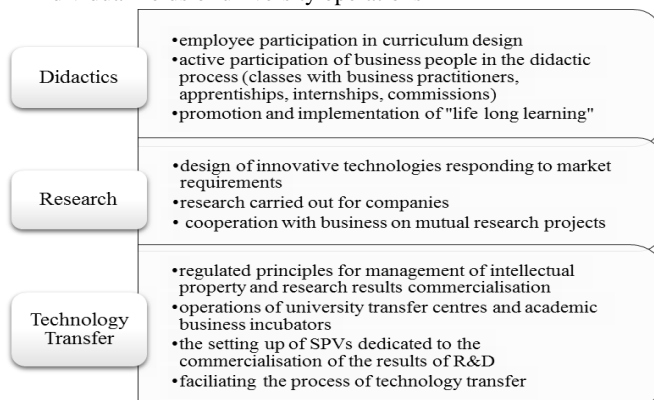 Didactics
•employee participation in curriculum design
•active participation of business people in the didactic
process (classes with business practitioners,
apprentiships, internships, commissions)
•promotion and implementation of "life long learning"
Research
•design of innovative technologies responding to market
requirements
•research carried out for companies
• cooperation with business on mutual research projects
Technology
Transfer
•regulated principles for management of intellectual
property and research results commercialisation
•operations of university transfer centres and academic
business incubators
•the setting up of SPVs dedicated to the
commercialisation of the results of R&D
•faciliating the process of technology transfer